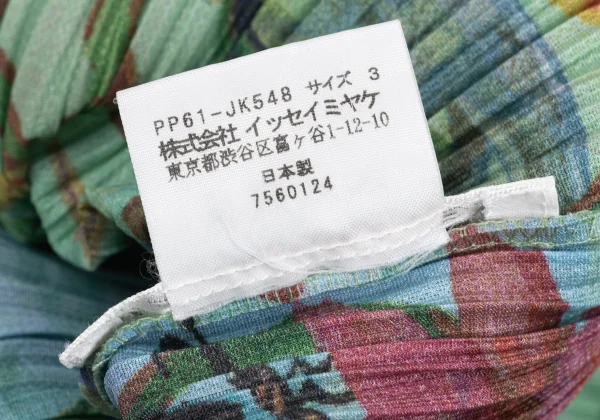 PP61-JK548 サイズ 3
株式会社 イッセイミヤケ
東京都渋谷区富ヶ谷1-12-10
日本製
7560124